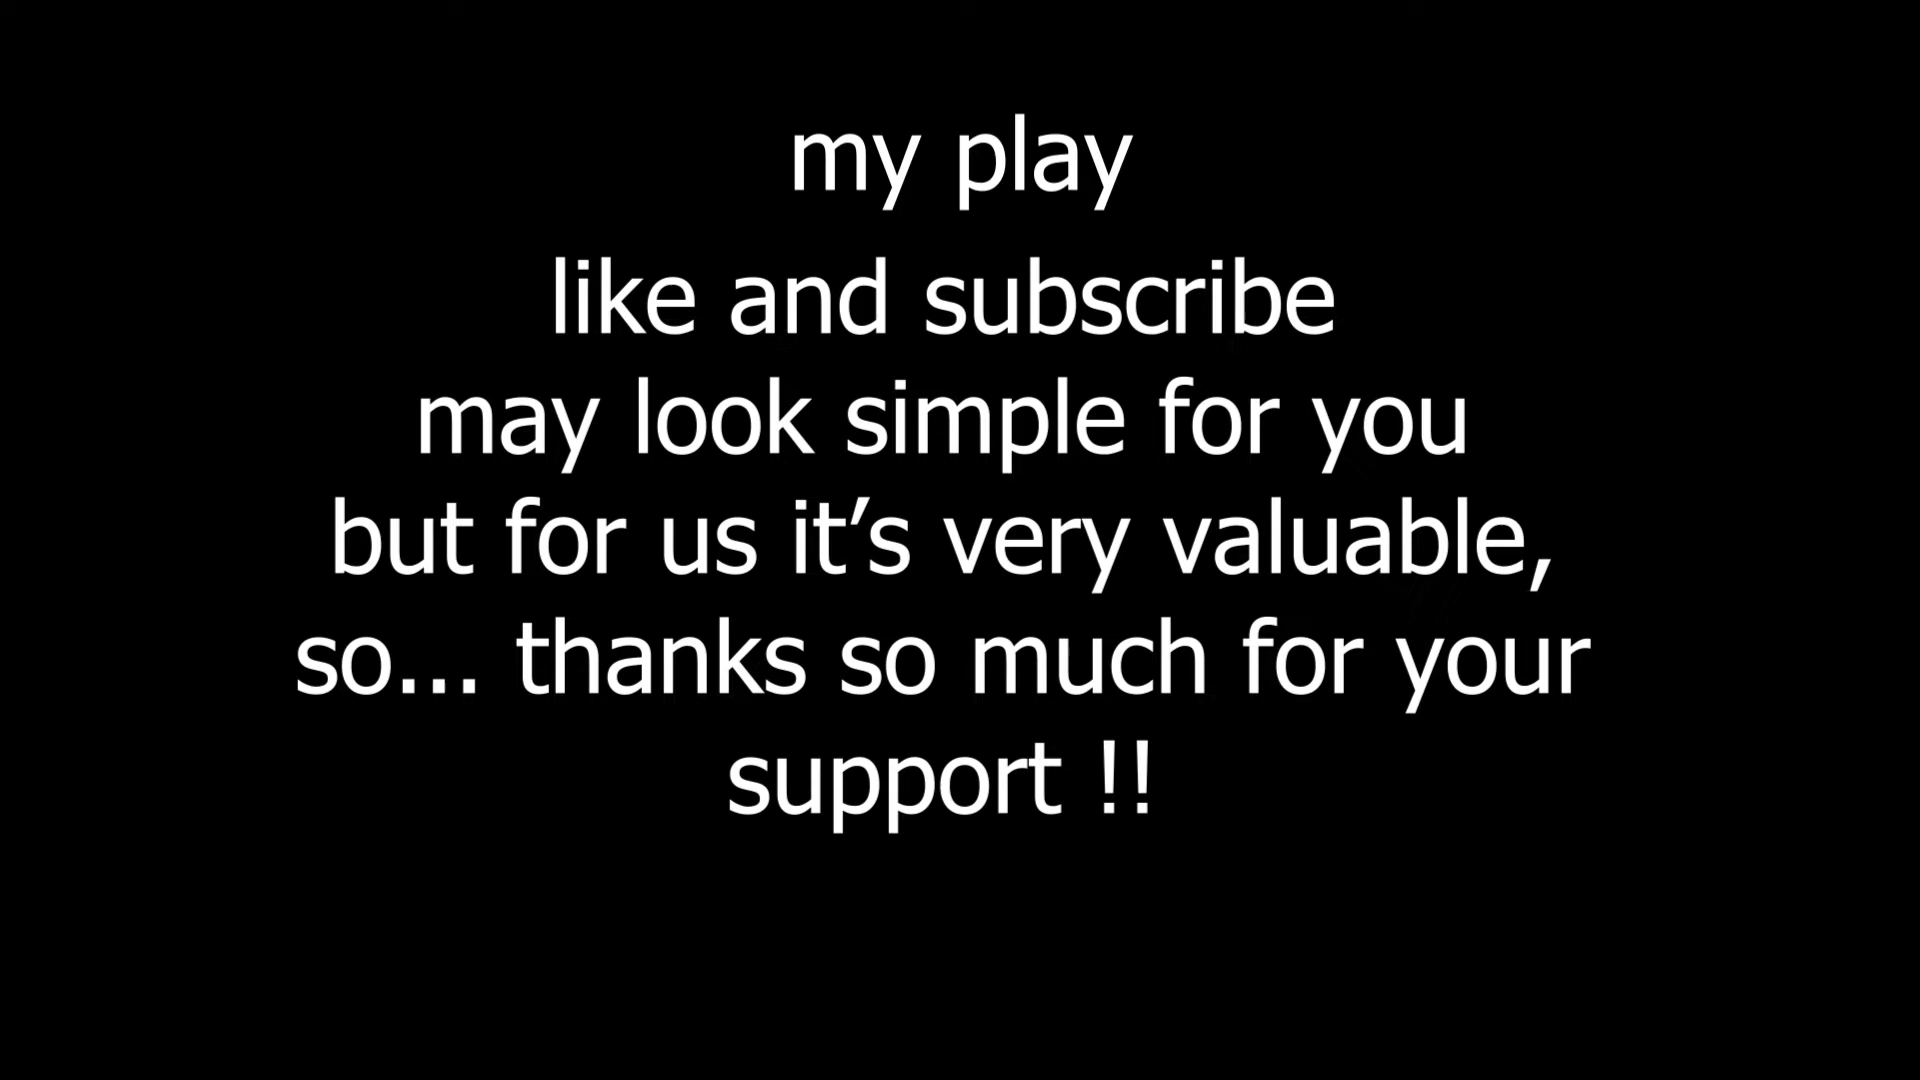 my play
like and subscribe
may look simple for you
but for us it’s very valuable,
so... thanks so much for your
support !!